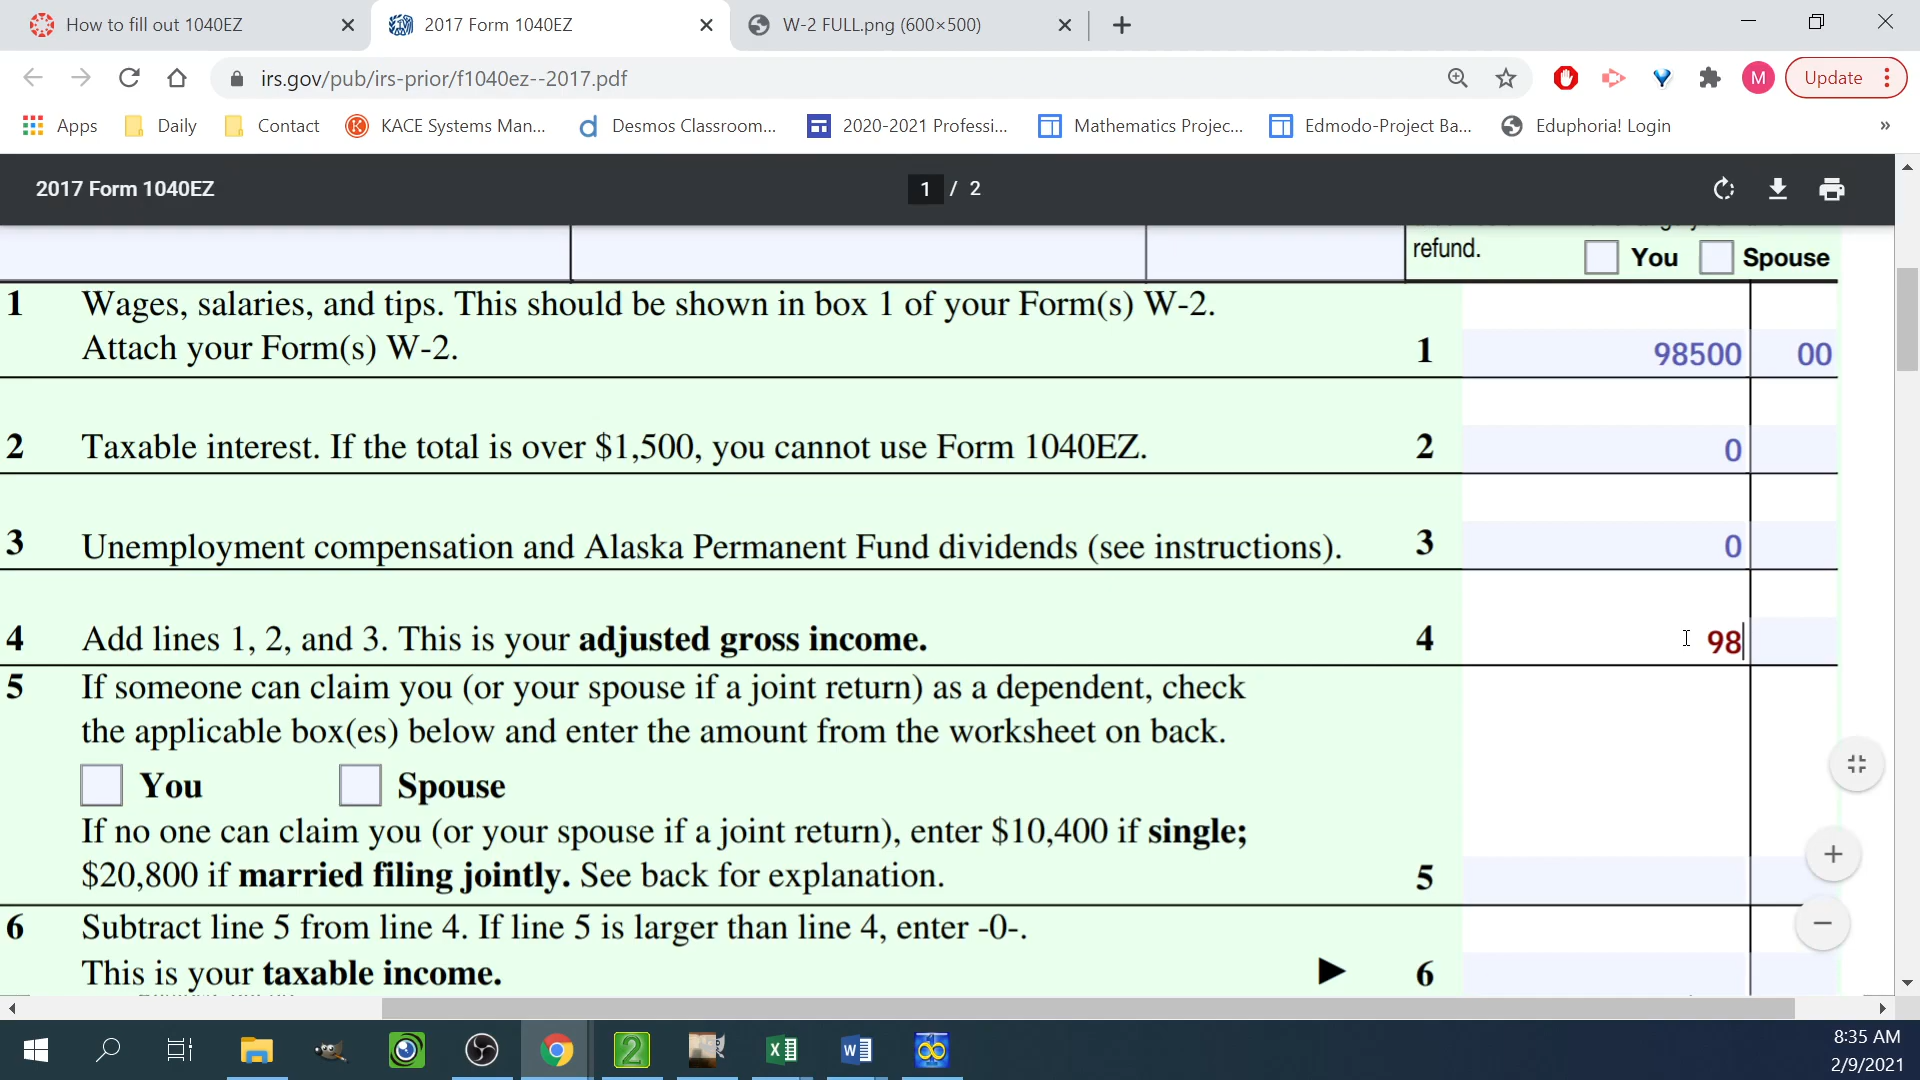 How to fill out 1040EZ
2017 Form 1040EZ
W-2 FULL.png (600×500)
irs.gov/pub/irs-prior/f1040ez--2017.pdf
M
Update
Apps
Daily
Contact
KACE Systems Man...
Desmos Classroom...
2020-2021 Professi...
Mathematics Projec...
Edmodo-Project Ba...
Eduphoria! Login
»
2017 Form 1040EZ
1 / 2
refund.
You
Spouse
1 Wages, salaries, and tips. This should be shown in box 1 of your Form(s) W-2.
Attach your Form(s) W-2. 1 98500 00
2 Taxable interest. If the total is over $1,500, you cannot use Form 1040EZ. 2 0
3 Unemployment compensation and Alaska Permanent Fund dividends (see instructions). 3 0
4 Add lines 1, 2, and 3. This is your adjusted gross income. 4 98
5 If someone can claim you (or your spouse if a joint return) as a dependent, check
the applicable box(es) below and enter the amount from the worksheet on back.
You Spouse
If no one can claim you (or your spouse if a joint return), enter $10,400 if single;
$20,800 if married filing jointly. See back for explanation. 5
6 Subtract line 5 from line 4. If line 5 is larger than line 4, enter -0-.
This is your taxable income. ▶ 6
8:35 AM
2/9/2021